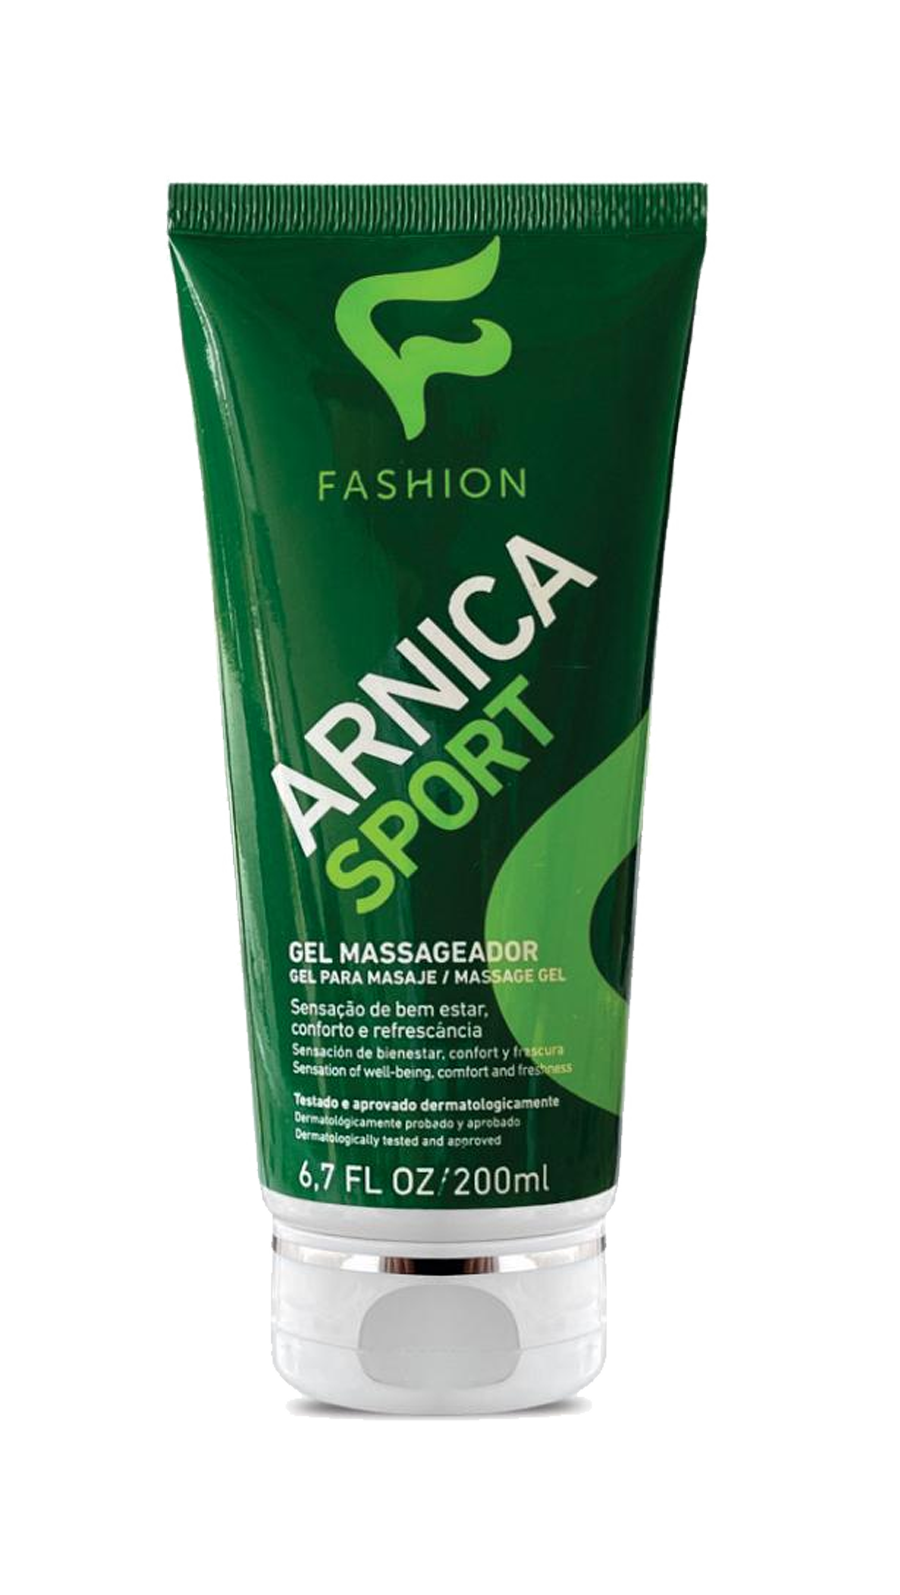 FASHION
ARNICA
SPORT
GEL MASSAGEADOR
GEL PARA MASAJE / MASSAGE GEL
Sensação de bem estar,
conforto e refrescância
Sensación de bienestar, confort y frescura
Sensation of well-being, comfort and freshness
Testado e aprovado dermatologicamente
Dermatológicamente probado y aprobado
Dermatologically tested and approved
6,7 FL OZ/200ml